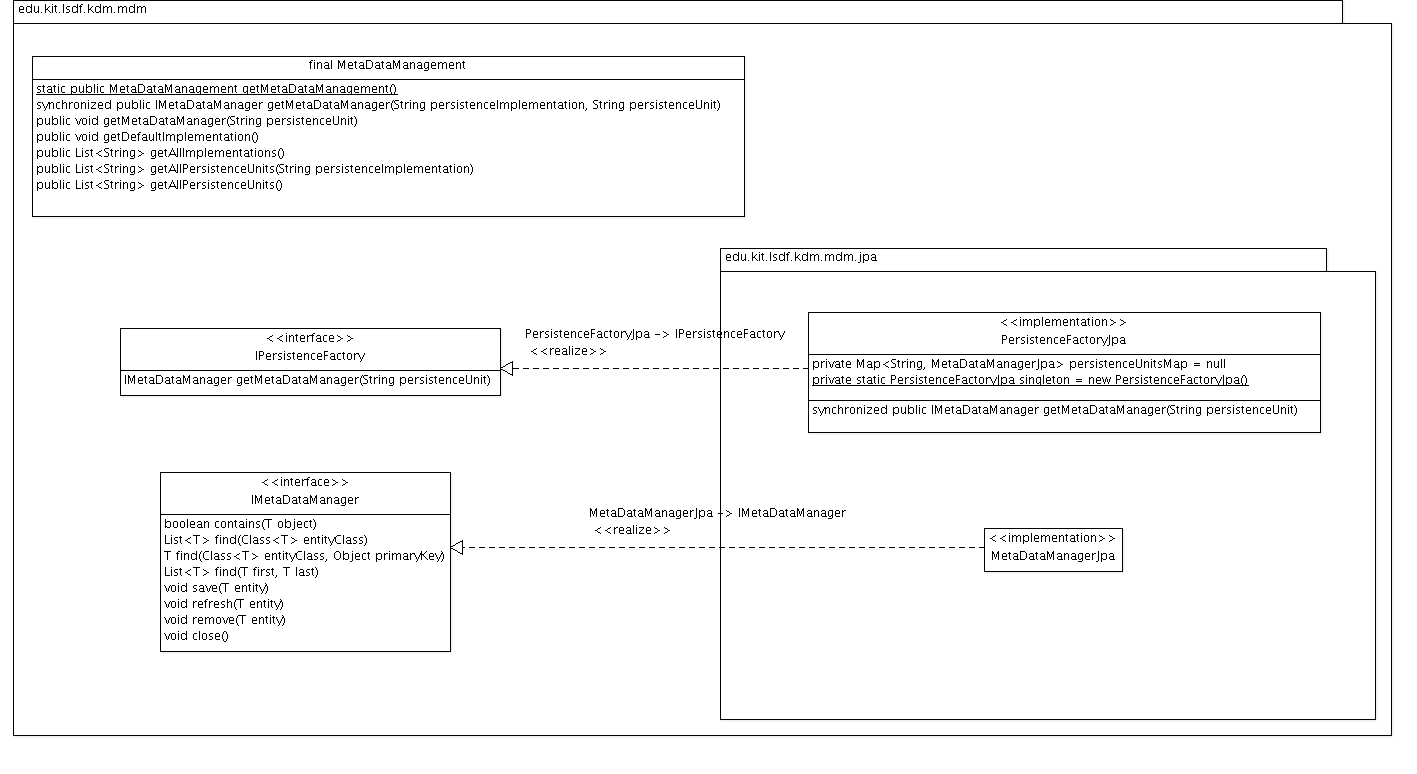 edu.kit.lsdf.kdm.mdm
final MetaDataManagement
static public MetaDataManagement getMetaDataManagement()
synchronized public IMetaDataManager getMetaDataManager(String persistenceImplementation, String persistenceUnit)
public void getMetaDataManager(String persistenceUnit)
public void getDefaultImplementation()
public List<String> getAllImplementations()
public List<String> getAllPersistenceUnits(String persistenceImplementation)
public List<String> getAllPersistenceUnits()
edu.kit.lsdf.kdm.mdm.jpa
<<interface>>
IPersistenceFactory
IMetaDataManager getMetaDataManager(String persistenceUnit)
PersistenceFactoryJpa -> IPersistenceFactory
<<realize>>
<<implementation>>
PersistenceFactoryJpa
private Map<String, MetaDataManagerJpa> persistenceUnitsMap = null
private static PersistenceFactoryJpa singleton = new PersistenceFactoryJpa()
synchronized public IMetaDataManager getMetaDataManager(String persistenceUnit)
<<interface>>
IMetaDataManager
boolean contains(T object)
List<T> find(Class<T> entityClass)
T find(Class<T> entityClass, Object primaryKey)
List<T> find(T first, T last)
void save(T entity)
void refresh(T entity)
void remove(T entity)
void close()
MetaDataManagerJpa -> IMetaDataManager
<<realize>>
<<implementation>>
MetaDataManagerJpa